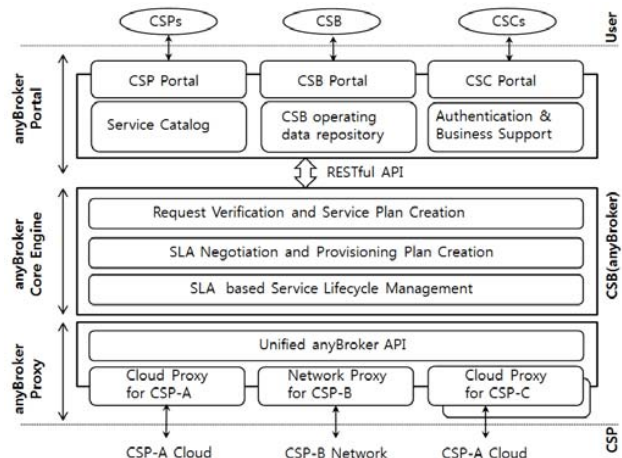 CSPs
CSB
CSCs
User
anyBroker
Portal
CSP Portal
CSB Portal
CSC Portal
Service Catalog
CSB operating
data repository
Authentication &
Business Support
RESTful API
anyBroker
Core Engine
Request Verification and Service Plan Creation
SLA Negotiation and Provisioning Plan Creation
SLA based Service Lifecycle Management
CSB(anyBroker)
anyBroker
Proxy
Unified anyBroker API
Cloud Proxy
for CSP-A
Network Proxy
for CSP-B
Cloud Proxy
for CSP-C
CSP-A Cloud
CSP-B Network
CSP-A Cloud
CSP